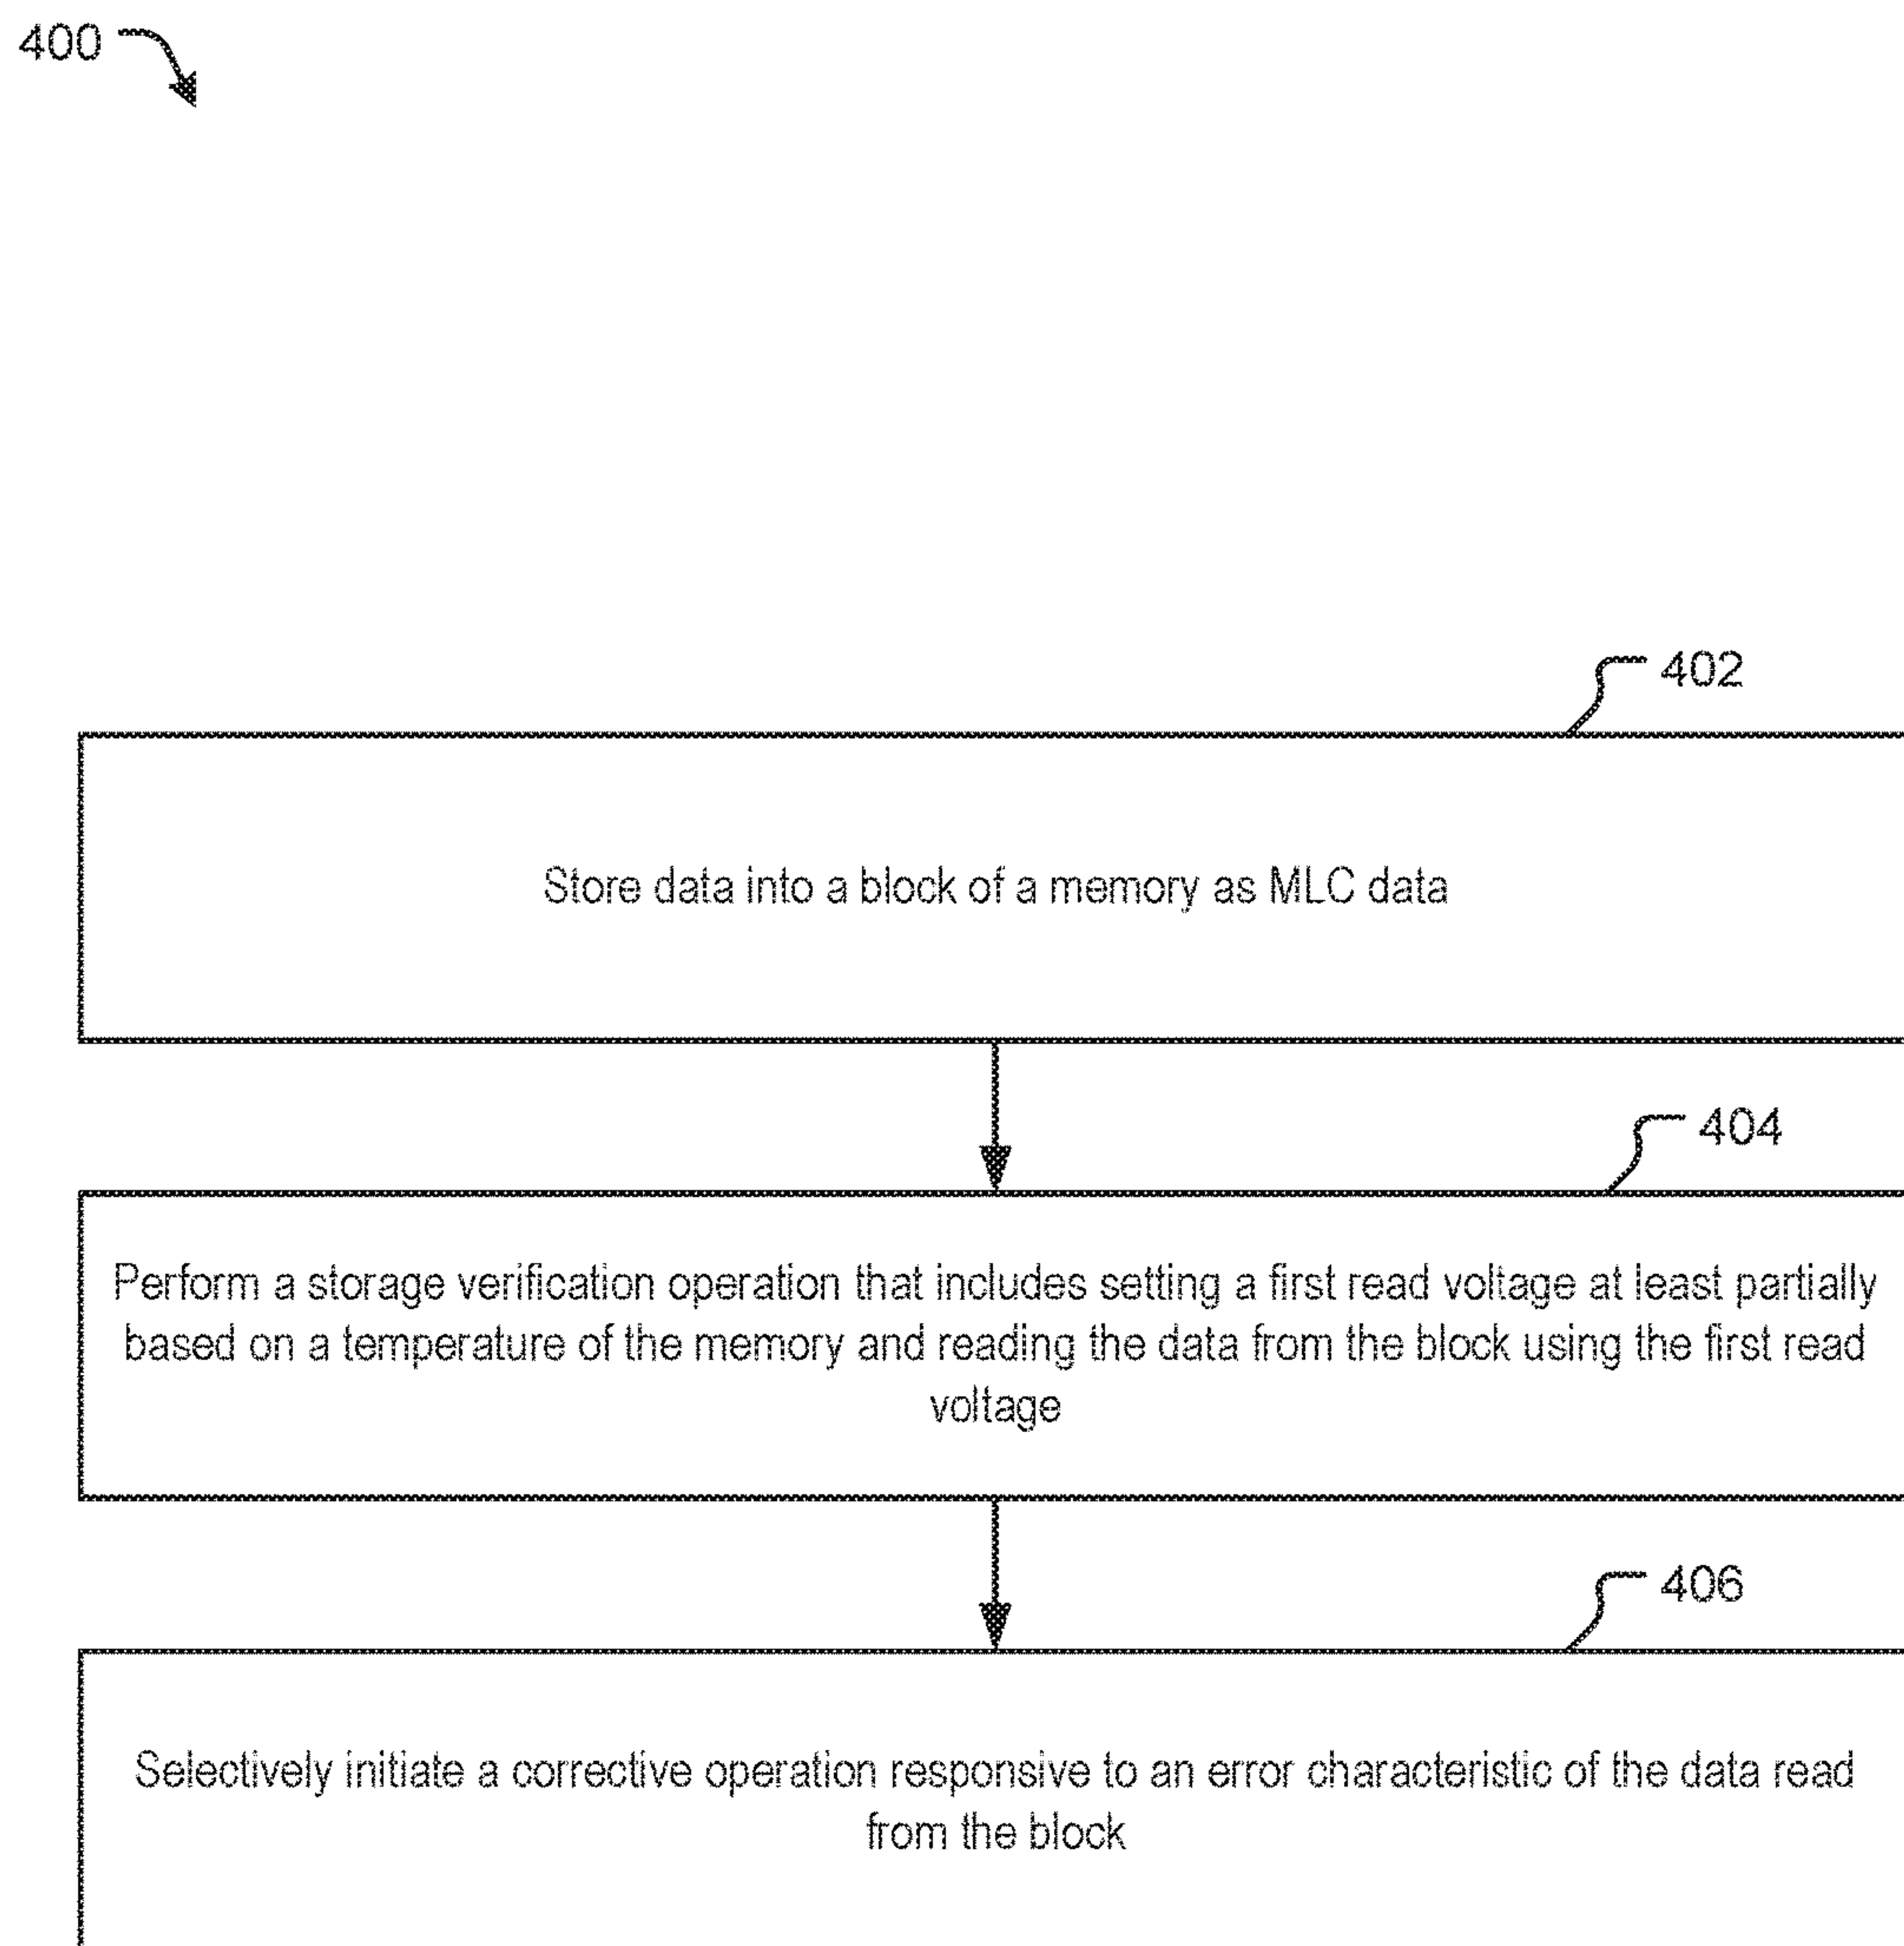 400
402
Store data into a block of a memory as MLC data
404
Perform a storage verification operation that includes setting a first read voltage at least partially
based on a temperature of the memory and reading the data from the block using the first read
voltage
406
Selectively initiate a corrective operation responsive to an error characteristic of the data read
from the block